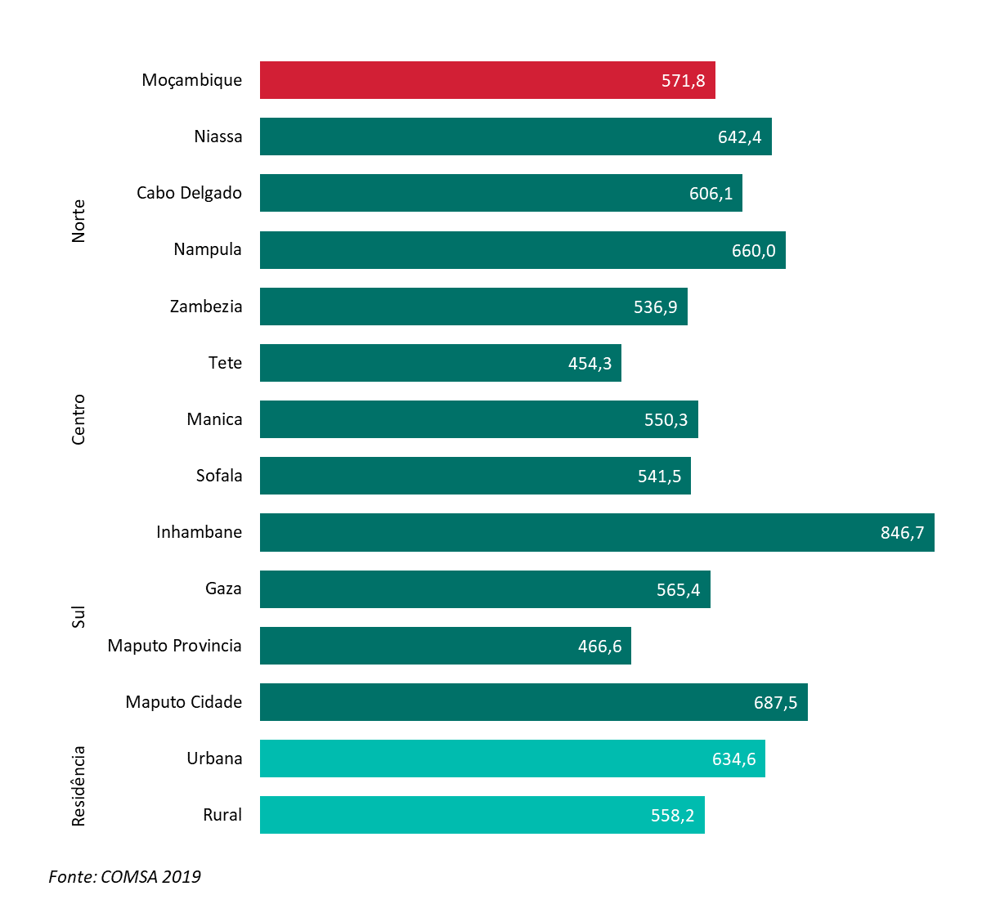 Moçambique 571,8
Norte
Niassa 642,4
Cabo Delgado 606,1
Nampula 660,0
Centro
Zambezia 536,9
Tete 454,3
Manica 550,3
Sofala 541,5
Sul
Inhambane 846,7
Gaza 565,4
Maputo Provincia 466,6
Maputo Cidade 687,5
Residência
Urbana 634,6
Rural 558,2
Fonte: COMSA 2019